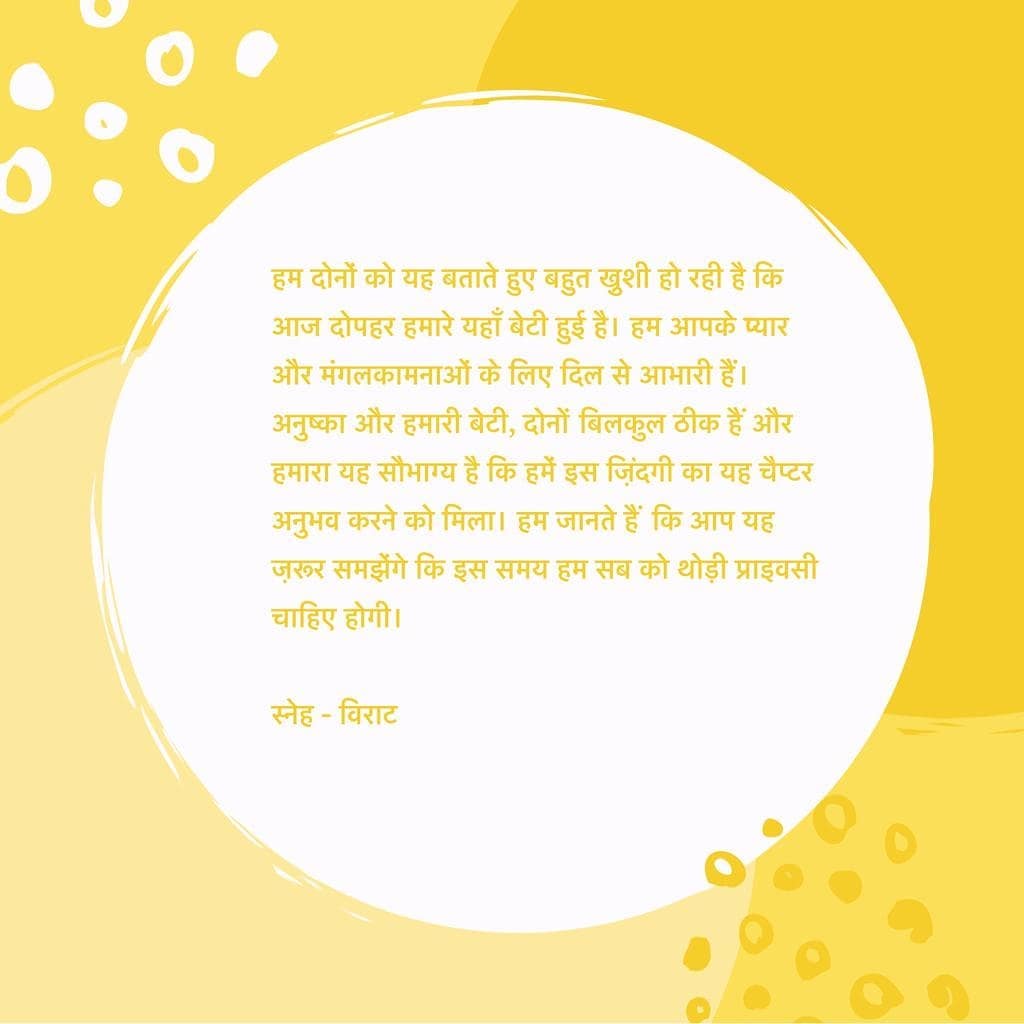 हम दोनों को यह बताते हुए बहुत खुशी हो रही है कि
आज दोपहर हमारे यहाँ बेटी हुई है। हम आपके प्यार
और मंगलकामनाओं के लिए दिल से आभारी हैं।
अनुष्का और हमारी बेटी, दोनों बिलकुल ठीक हैं और
हमारा यह सौभाग्य है कि हमें इस ज़िंदगी का यह चैप्टर
अनुभव करने को मिला। हम जानते हैं कि आप यह
ज़रूर समझेंगे कि इस समय हम सब को थोड़ी प्राइवसी
चाहिए होगी।
स्नेह - विराट